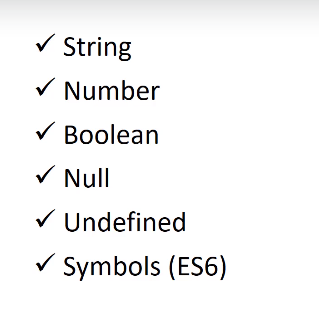 ✓ String
✓ Number
✓ Boolean
✓ Null
✓ Undefined
✓ Symbols (ES6)